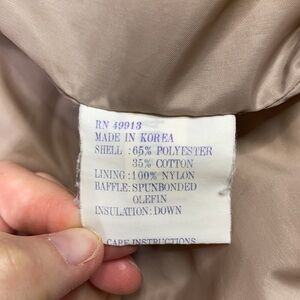 RN 49913
MADE IN KOREA
SHELL : 65% POLYESTER
35% COTTON
LINING : 100% NYLON
BAFFLE: SPUNBONDED
OLEFIN
INSULATION: DOWN
CARE INSTRUCTIONS